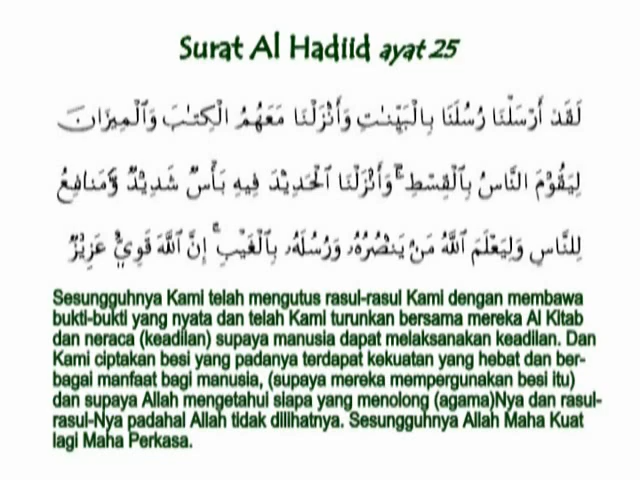 Surat Al Hadiid ayat 25
لَقَدْ أَرْسَلْنَا رُسُلَنَا بِالْبَيِّنَٰتِ وَأَنْزَلْنَا مَعَهُمُ الْكِتَٰبَ وَالْمِيزَانَ
لِيَقُومَ النَّاسُ بِالْقِسْطِ ۖ وَأَنْزَلْنَا الْحَدِيدَ فِيهِ بَأْسٌ شَدِيدٌ وَمَنَافِعُ
لِلنَّاسِ وَلِيَعْلَمَ اللَّهُ مَنْ يَنْصُرُهُ وَرُسُلَهُ بِالْغَيْبِ ۚ إِنَّ اللَّهَ قَوِيٌّ عَزِيزٌ
Sesungguhnya Kami telah mengutus rasul-rasul Kami dengan membawa
bukti-bukti yang nyata dan telah Kami turunkan bersama mereka Al Kitab
dan neraca (keadilan) supaya manusia dapat melaksanakan keadilan. Dan
Kami ciptakan besi yang padanya terdapat kekuatan yang hebat dan ber-
bagai manfaat bagi manusia, (supaya mereka mempergunakan besi itu)
dan supaya Allah mengetahui siapa yang menolong (agama)Nya dan rasul-
rasul-Nya padahal Allah tidak dilihatnya. Sesungguhnya Allah Maha Kuat
lagi Maha Perkasa.